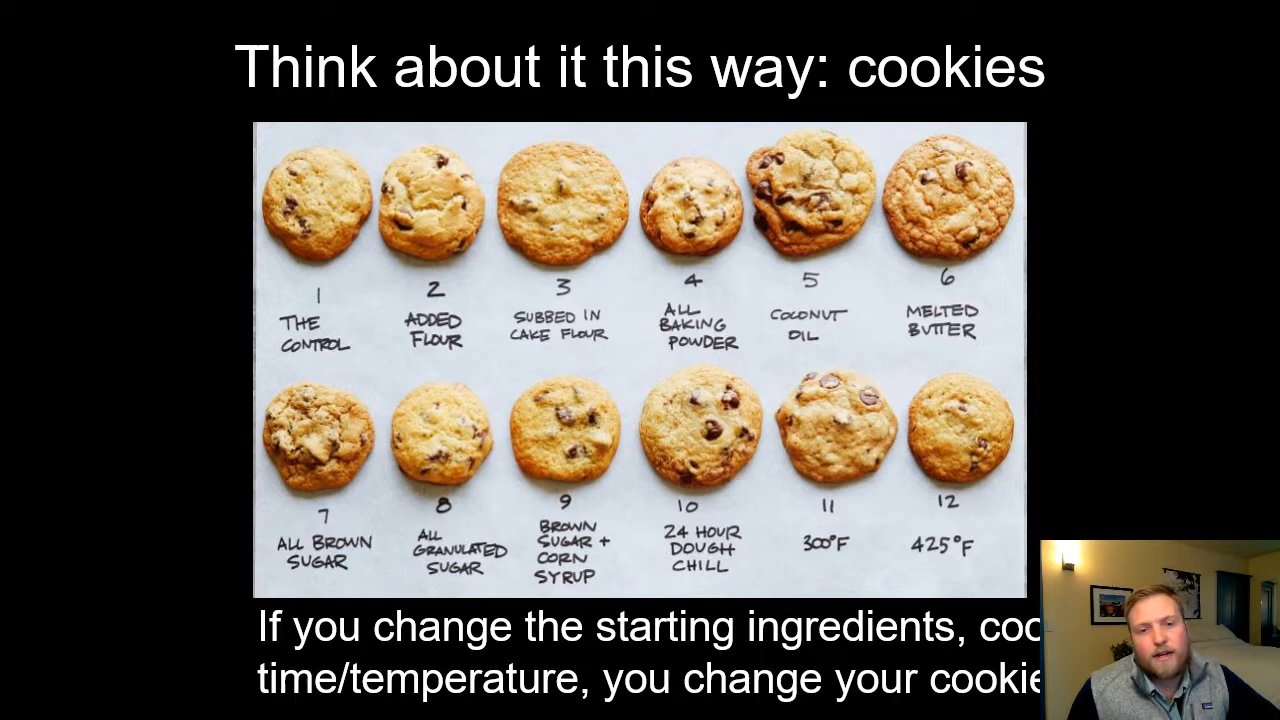 Think about it this way: cookies
1
THE
CONTROL
2
ADDED
FLOUR
3
SUBBED IN
CAKE FLOUR
4
ALL
BAKING
POWDER
5
COCONUT
OIL
6
MELTED
BUTTER
7
ALL BROWN
SUGAR
8
ALL
GRANULATED
SUGAR
9
BROWN
SUGAR +
CORN
SYRUP
10
24 HOUR
DOUGH
CHILL
11
300°F
12
425°F
If you change the starting ingredients,
time/temperature, you change your